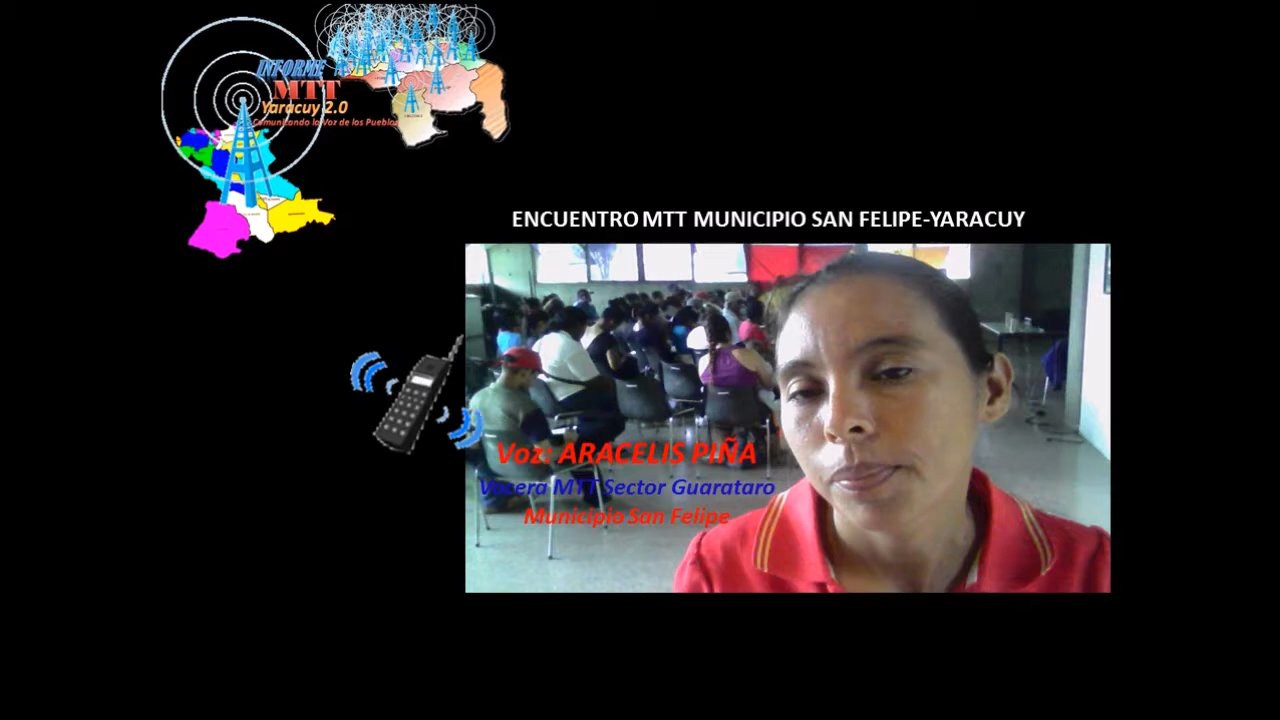 INFORME
MTT
Yaracuy 2.0
Comunicando la Voz de los Pueblos
ENCUENTRO MTT MUNICIPIO SAN FELIPE-YARACUY
Voz: ARACELIS PIÑA
Vocera MTT Sector Guarataro
Municipio San Felipe